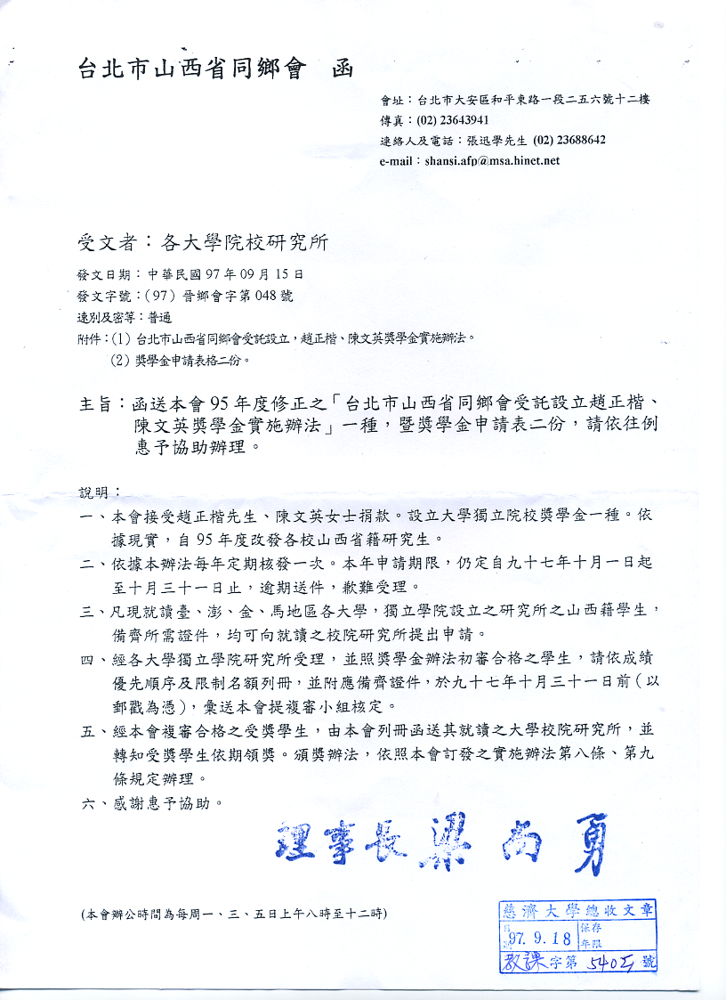 台北市山西省同鄉會　函
會址：台北市大安區和平東路一段二五六號十二樓
傳真：(02) 23643941
連絡人及電話：張迅學先生 (02) 23688642
e-mail：shansi.afp@msa.hinet.net
受文者：各大學院校研究所
發文日期：中華民國 97 年 09 月 15 日
發文字號：（97）晉鄉會字第 048 號
速別及密等：普通
附件：(1) 台北市山西省同鄉會受託設立，趙正楷、陳文英獎學金實施辦法。
(2) 獎學金申請表格二份。
主旨：函送本會 95 年度修正之「台北市山西省同鄉會受託設立趙正楷、
陳文英獎學金實施辦法」一種，暨獎學金申請表二份，請依往例
惠予協助辦理。
說明：
一、本會接受趙正楷先生、陳文英女士捐款。設立大學獨立院校獎學金一種。依
據現實，自 95 年度改發各校山西省籍研究生。
二、依據本辦法每年定期核發一次。本年申請期限，仍定自九十七年十月一日起
至十月三十一日止，逾期送件，歉難受理。
三、凡現就讀臺、澎、金、馬地區各大學，獨立學院設立之研究所之山西籍學生，
備齊所需證件，均可向就讀之校院研究所提出申請。
四、經各大學獨立學院研究所受理，並照獎學金辦法初審合格之學生，請依成績
優先順序及限制名額列冊，並附應備齊證件，於九十七年十月三十一日前（以
郵戳為憑），彙送本會提複審小組核定。
五、經本會複審合格之受獎學生，由本會列冊函送其就讀之大學校院研究所，並
轉知受獎學生依期領獎。頒獎辦法，依照本會訂發之實施辦法第八條、第九
條規定辦理。
六、感謝惠予協助。
理事長 梁尚勇
(本會辦公時間為每周一、三、五日上午八時至十二時)
慈濟大學總收文章
97. 9. 18 保存
年限
教課字第 540 號